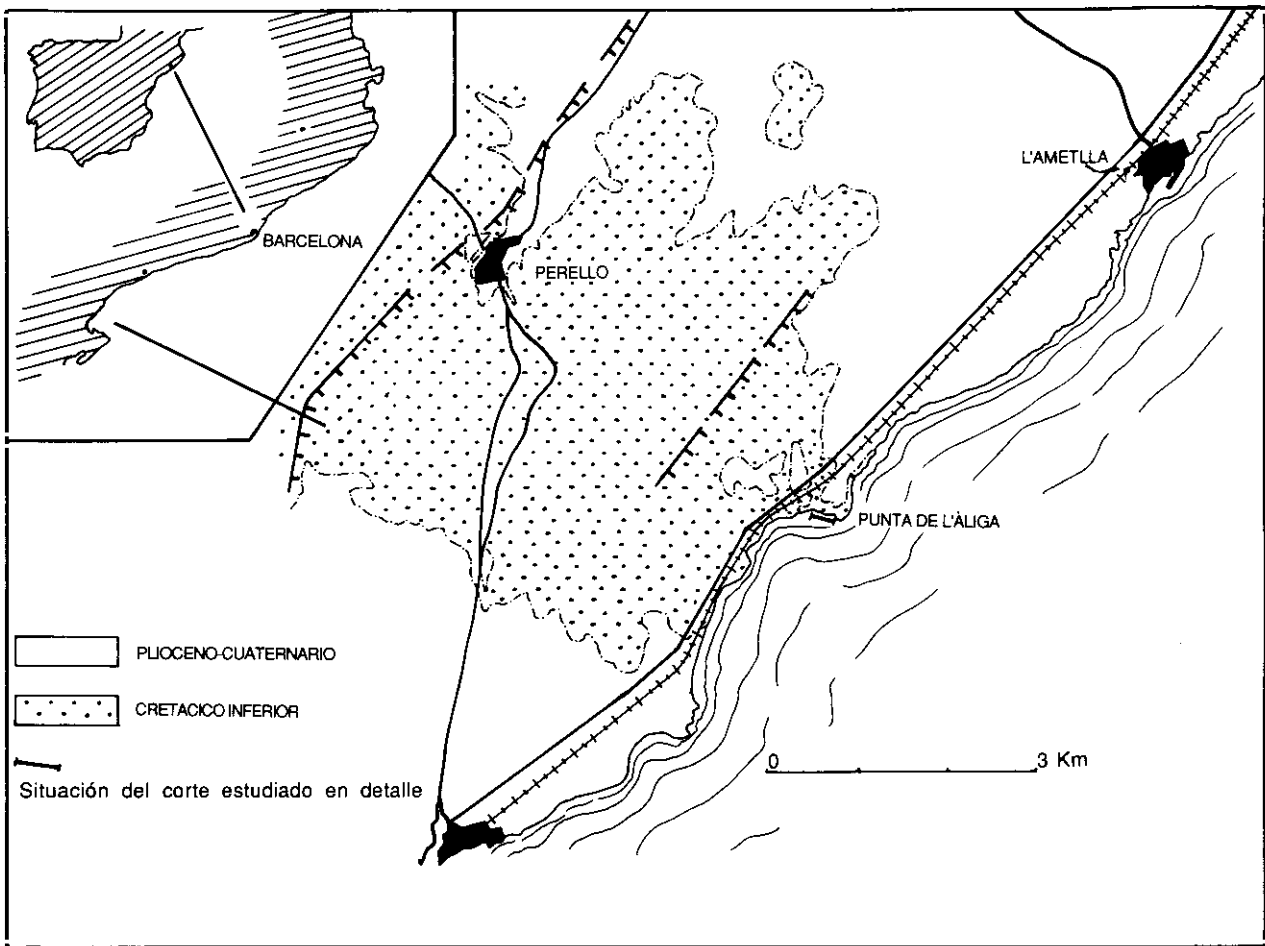 BARCELONA
L'AMETLLA
PERELLO
PUNTA DE L'ÀLIGA
PLIOCENO-CUATERNARIO
CRETACICO INFERIOR
0 3 Km
Situación del corte estudiado en detalle